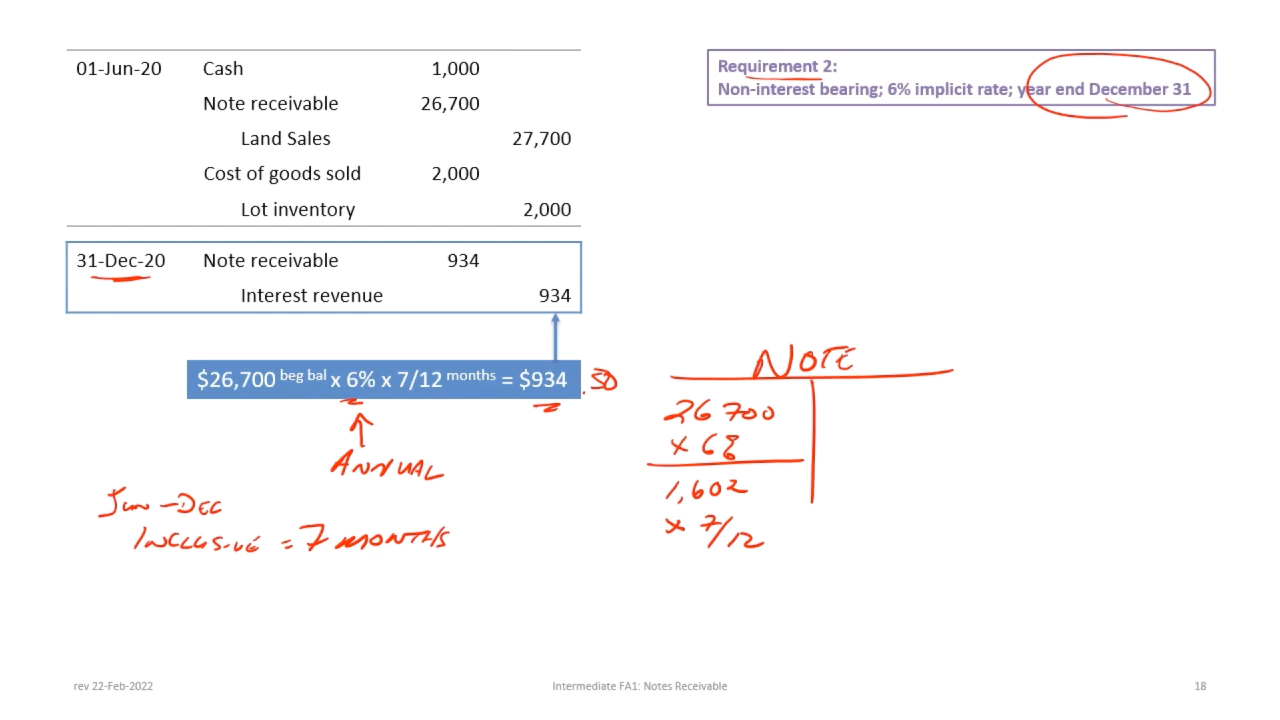 01-Jun-20 Cash 1,000
Note receivable 26,700
Land Sales 27,700
Cost of goods sold 2,000
Lot inventory 2,000
31-Dec-20 Note receivable 934
Interest revenue 934
$26,700 beg bal x 6% x 7/12 months = $934 .50
ANNUAL
Jun - DEC
INCLUSIVE = 7 MONTHS
Requirement 2:
Non-interest bearing; 6% implicit rate; year end December 31
NOTE
26 700
x 6%
1,602
x 7/12
rev 22-Feb-2022
Intermediate FA1: Notes Receivable
18